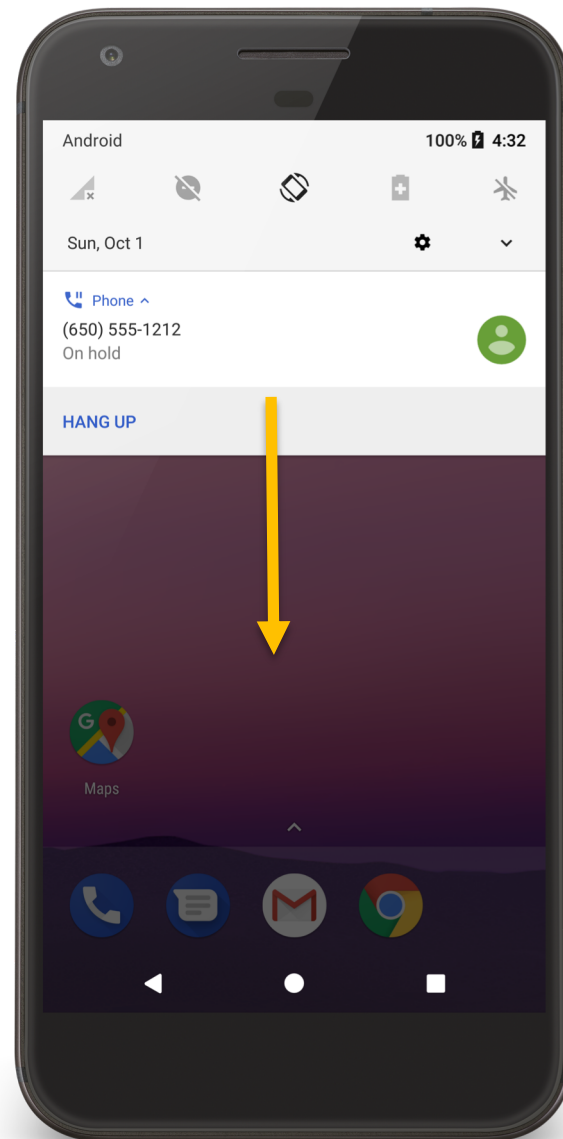 Android 100% 4:32
Sun, Oct 1
Phone
(650) 555-1212
On hold
HANG UP
G
Maps